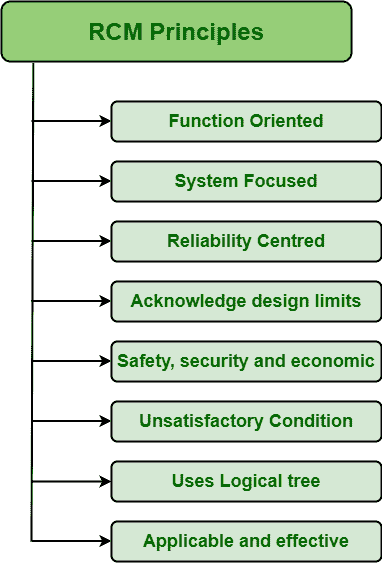 RCM Principles
Function Oriented
System Focused
Reliability Centred
Acknowledge design limits
Safety, security and economic
Unsatisfactory Condition
Uses Logical tree
Applicable and effective